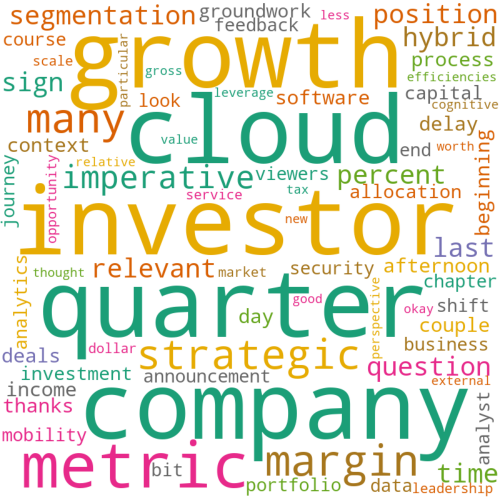 segmentation groundwork position
course feedback less hybrid
scale particular growth process
gross efficiencies
sign look leverage software capital cognitive
many cloud delay
context value end worth
journey opportunity relative imperative viewers percent beginning
service tax allocation
investor new
last
analytics relevant market security afternoon
thought quarter good perspective chapter
day okay shift
deals dollar strategic couple
business
investment announcement question external
income company analyst
thanks
mobility metric bit margin time
portfolio data leadership